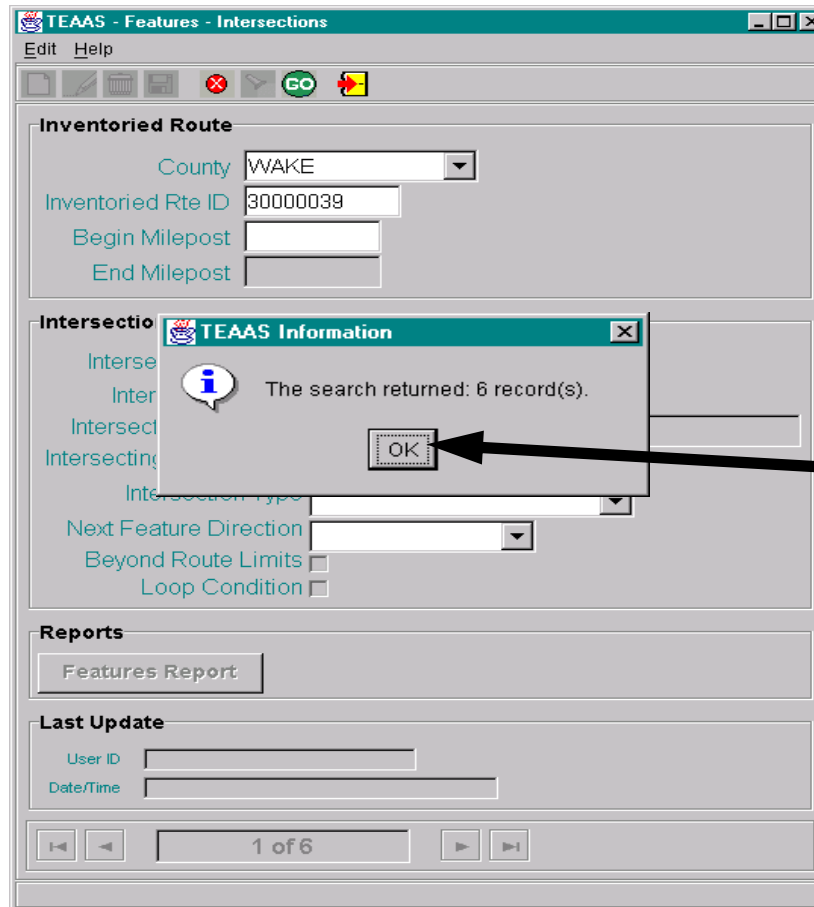 TEAAS - Features - Intersections
Edit Help
GO
Inventoried Route
County WAKE
Inventoried Rte ID 30000039
Begin Milepost
End Milepost
TEAAS Information
The search returned: 6 record(s).
OK
Next Feature Direction
Beyond Route Limits
Loop Condition
Reports
Features Report
Last Update
User ID
Date/Time
1 of 6